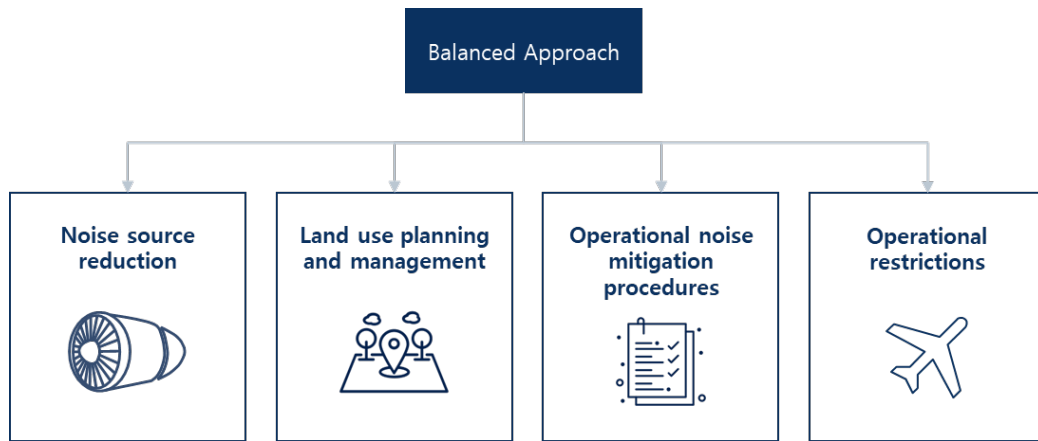 Balanced Approach
Noise source
reduction
Land use planning
and management
Operational noise
mitigation
procedures
Operational
restrictions